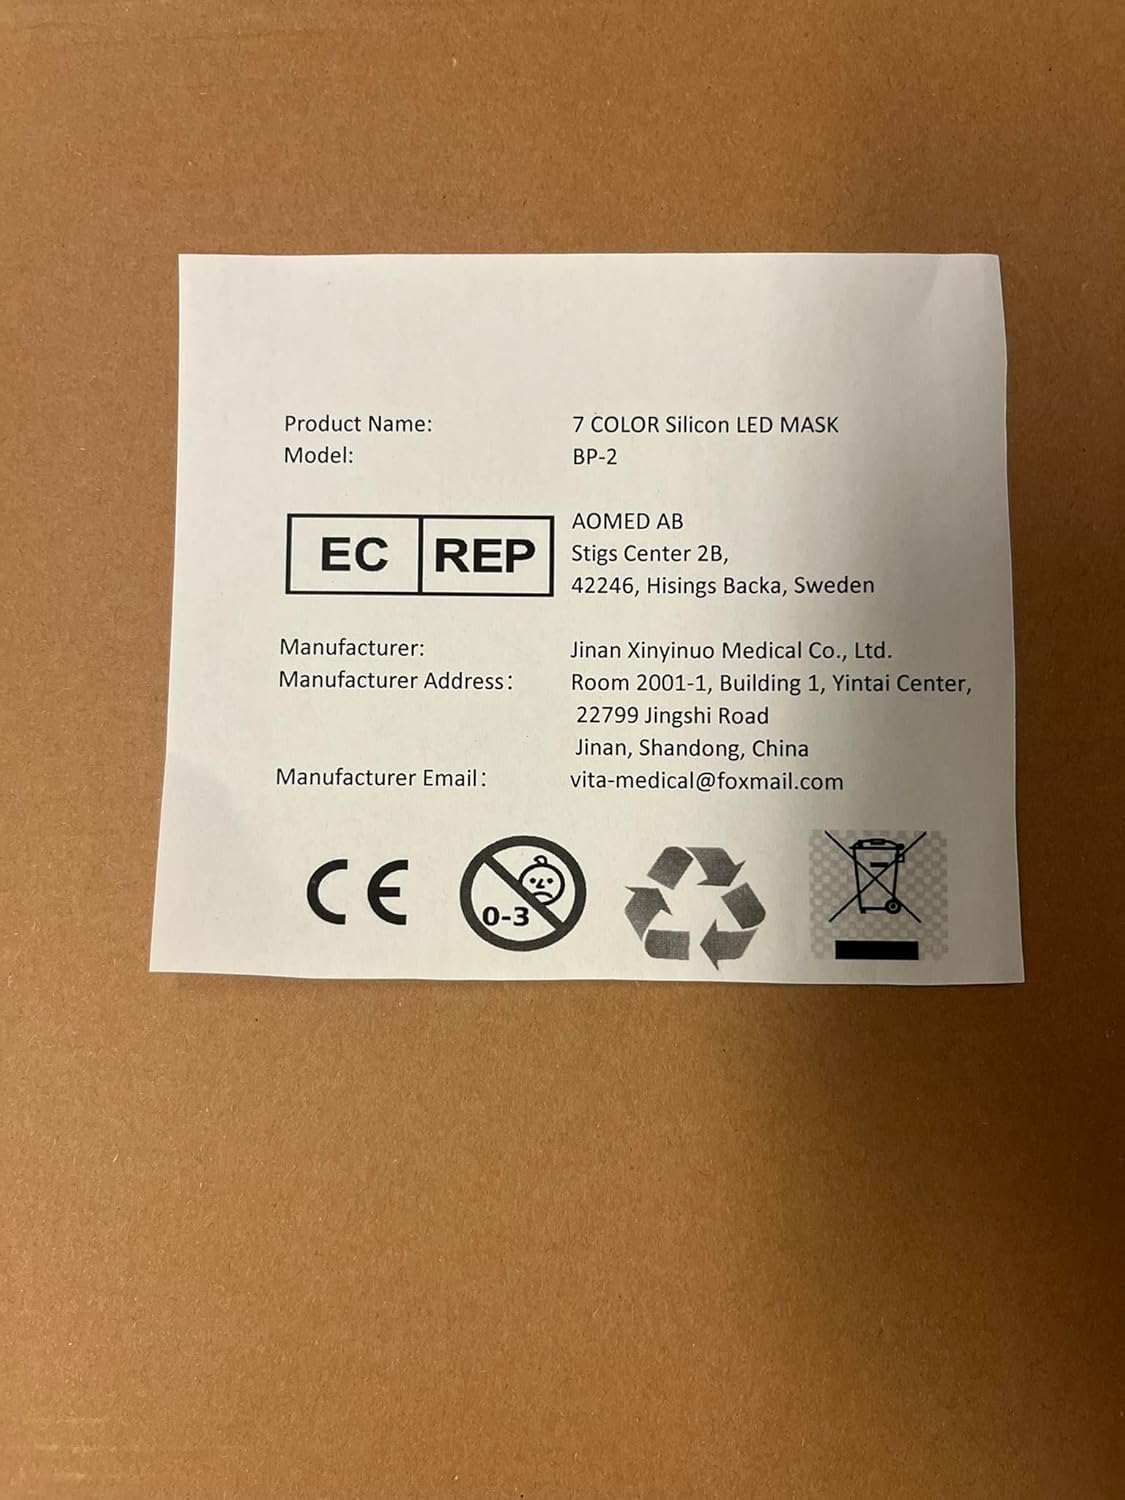 Product Name: 7 COLOR Silicon LED MASK
Model: BP-2
EC REP
AOMED AB
Stigs Center 2B,
42246, Hisings Backa, Sweden
Manufacturer: Jinan Xinyinuo Medical Co., Ltd.
Manufacturer Address: Room 2001-1, Building 1, Yintai Center,
22799 Jingshi Road
Jinan, Shandong, China
Manufacturer Email: vita-medical@foxmail.com
CE
0-3